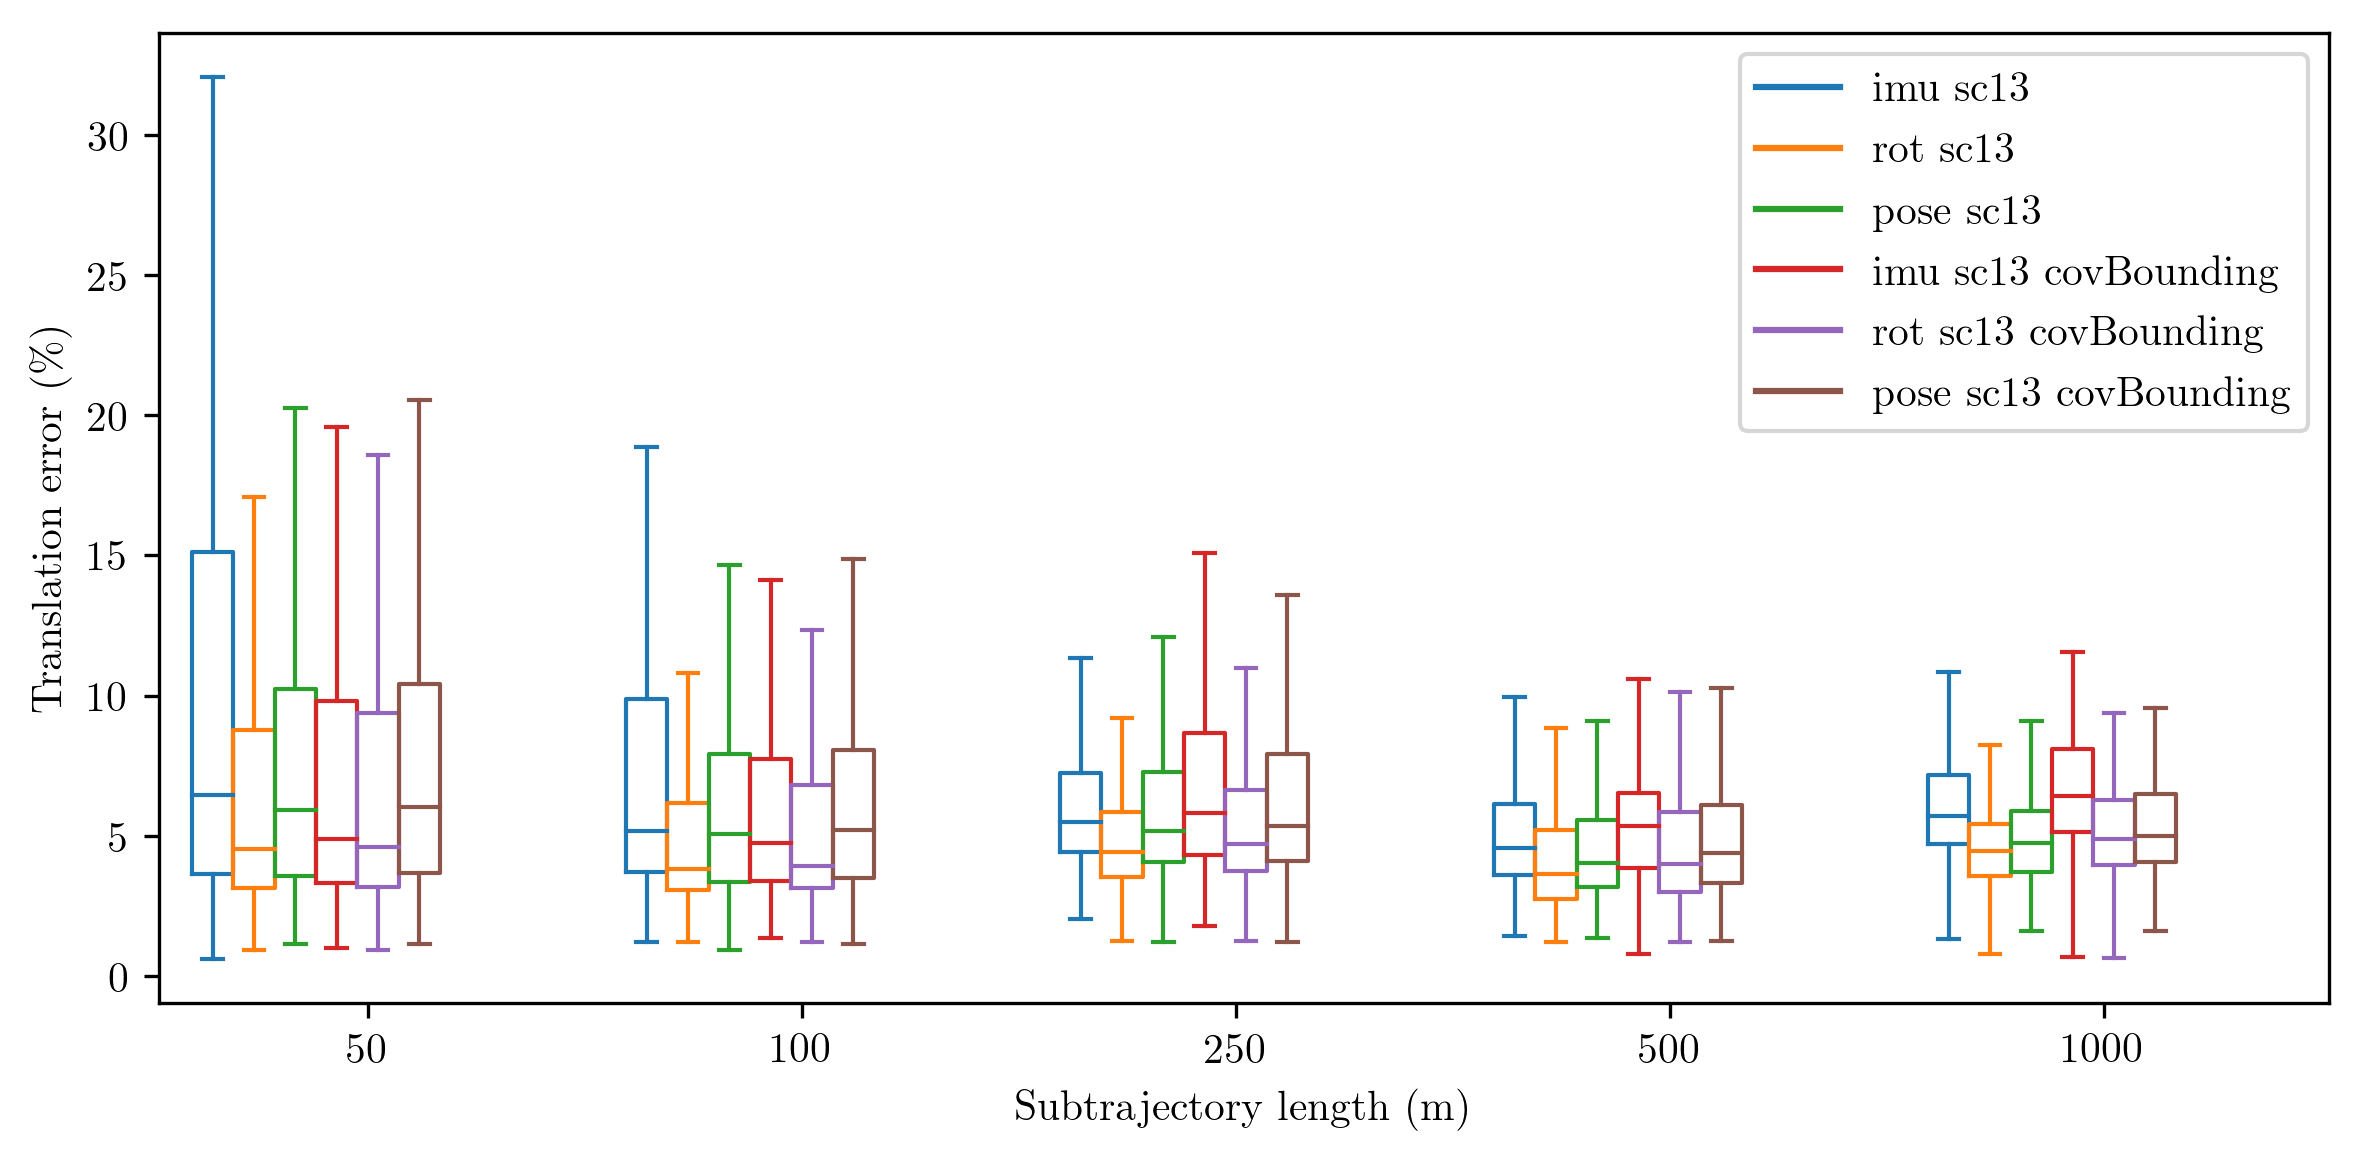 Translation error (%)
30
25
20
15
10
5
0
50
100
250
500
1000
Subtrajectory length (m)
imu sc13
rot sc13
pose sc13
imu sc13 covBounding
rot sc13 covBounding
pose sc13 covBounding